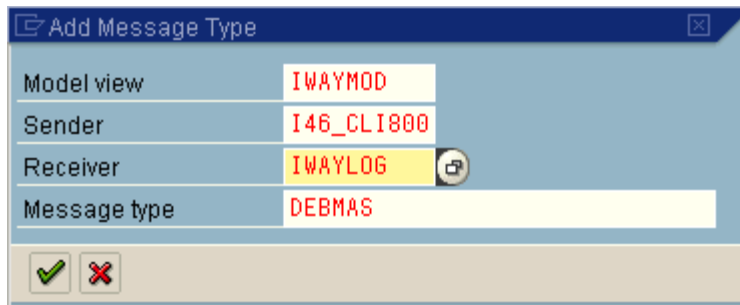 Add Message Type
Model view IWAYMOD
Sender I46_CLI800
Receiver IWAYLOG
Message type DEBMAS